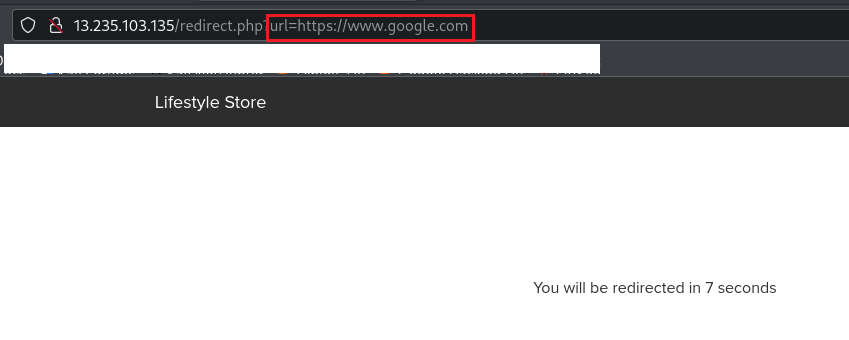 13.235.103.135/redirect.php?url=https://www.google.com
Lifestyle Store
You will be redirected in 7 seconds